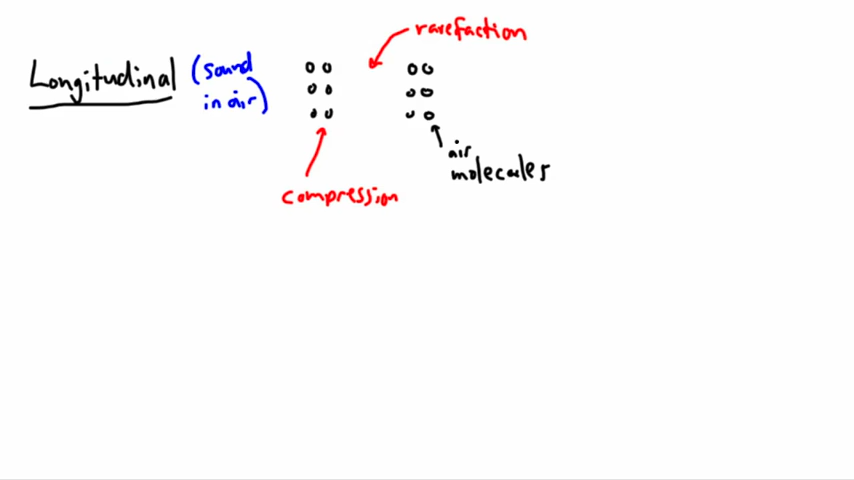 rarefaction
Longitudinal (sound
in air)
air
molecules
compression